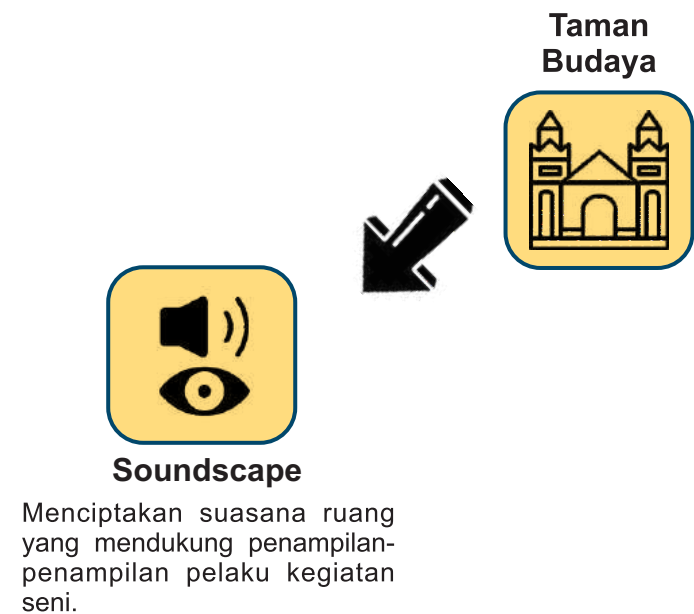 Taman
Budaya
Soundscape
Menciptakan suasana ruang
yang mendukung penampilan-
penampilan pelaku kegiatan
seni.